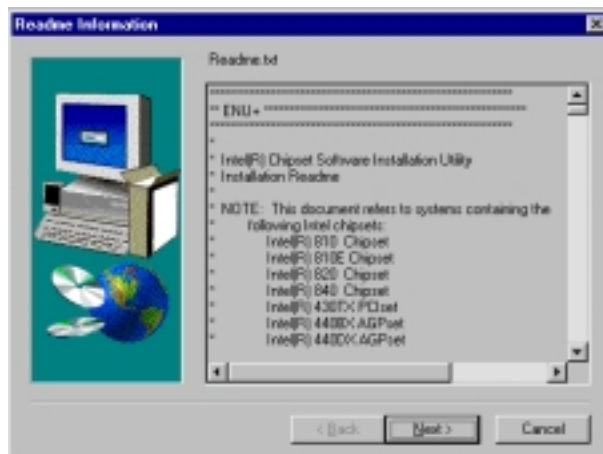 Readme Information
Readme.txt
** ENU+ **************************************************
*
* Intel(R) Chipset Software Installation Utility
* Installation Readme
*
* NOTE: This document refers to systems containing the
* following Intel chipsets:
* Intel(R) 810 Chipset
* Intel(R) 810E Chipset
* Intel(R) 820 Chipset
* Intel(R) 840 Chipset
* Intel(R) 430TX PCIset
* Intel(R) 440BX AGPset
* Intel(R) 440DX AGPset
< Back
Next >
Cancel